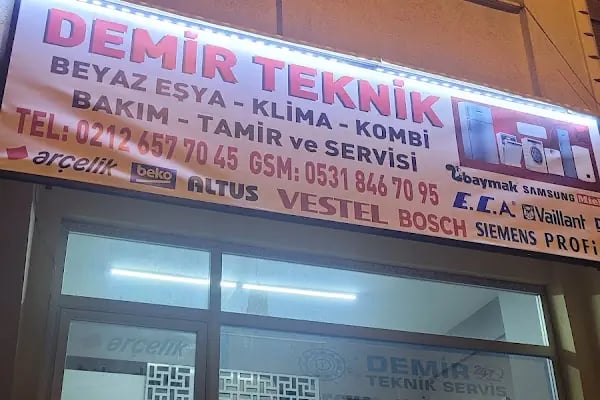 DEMİR TEKNİK
BEYAZ EŞYA - KLİMA - KOMBİ
BAKIM - TAMİR ve SERVİSİ
TEL: 0212 657 70 45 GSM: 0531 846 70 95
arçelik beko ALTUS VESTEL BOSCH
baymak SAMSUNG Miel
E.C.A. Vaillant
SIEMENS PROFi
arçelik
DEMİR
TEKNİK SERVİS